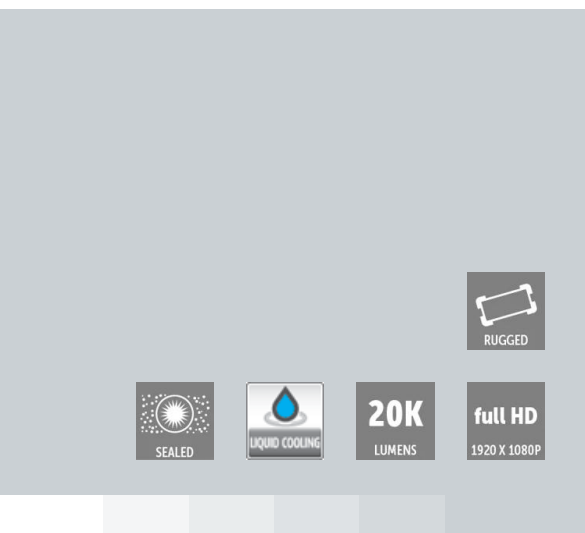 RUGGED
SEALED
LIQUID COOLING
20K
LUMENS
full HD
1920 X 1080P